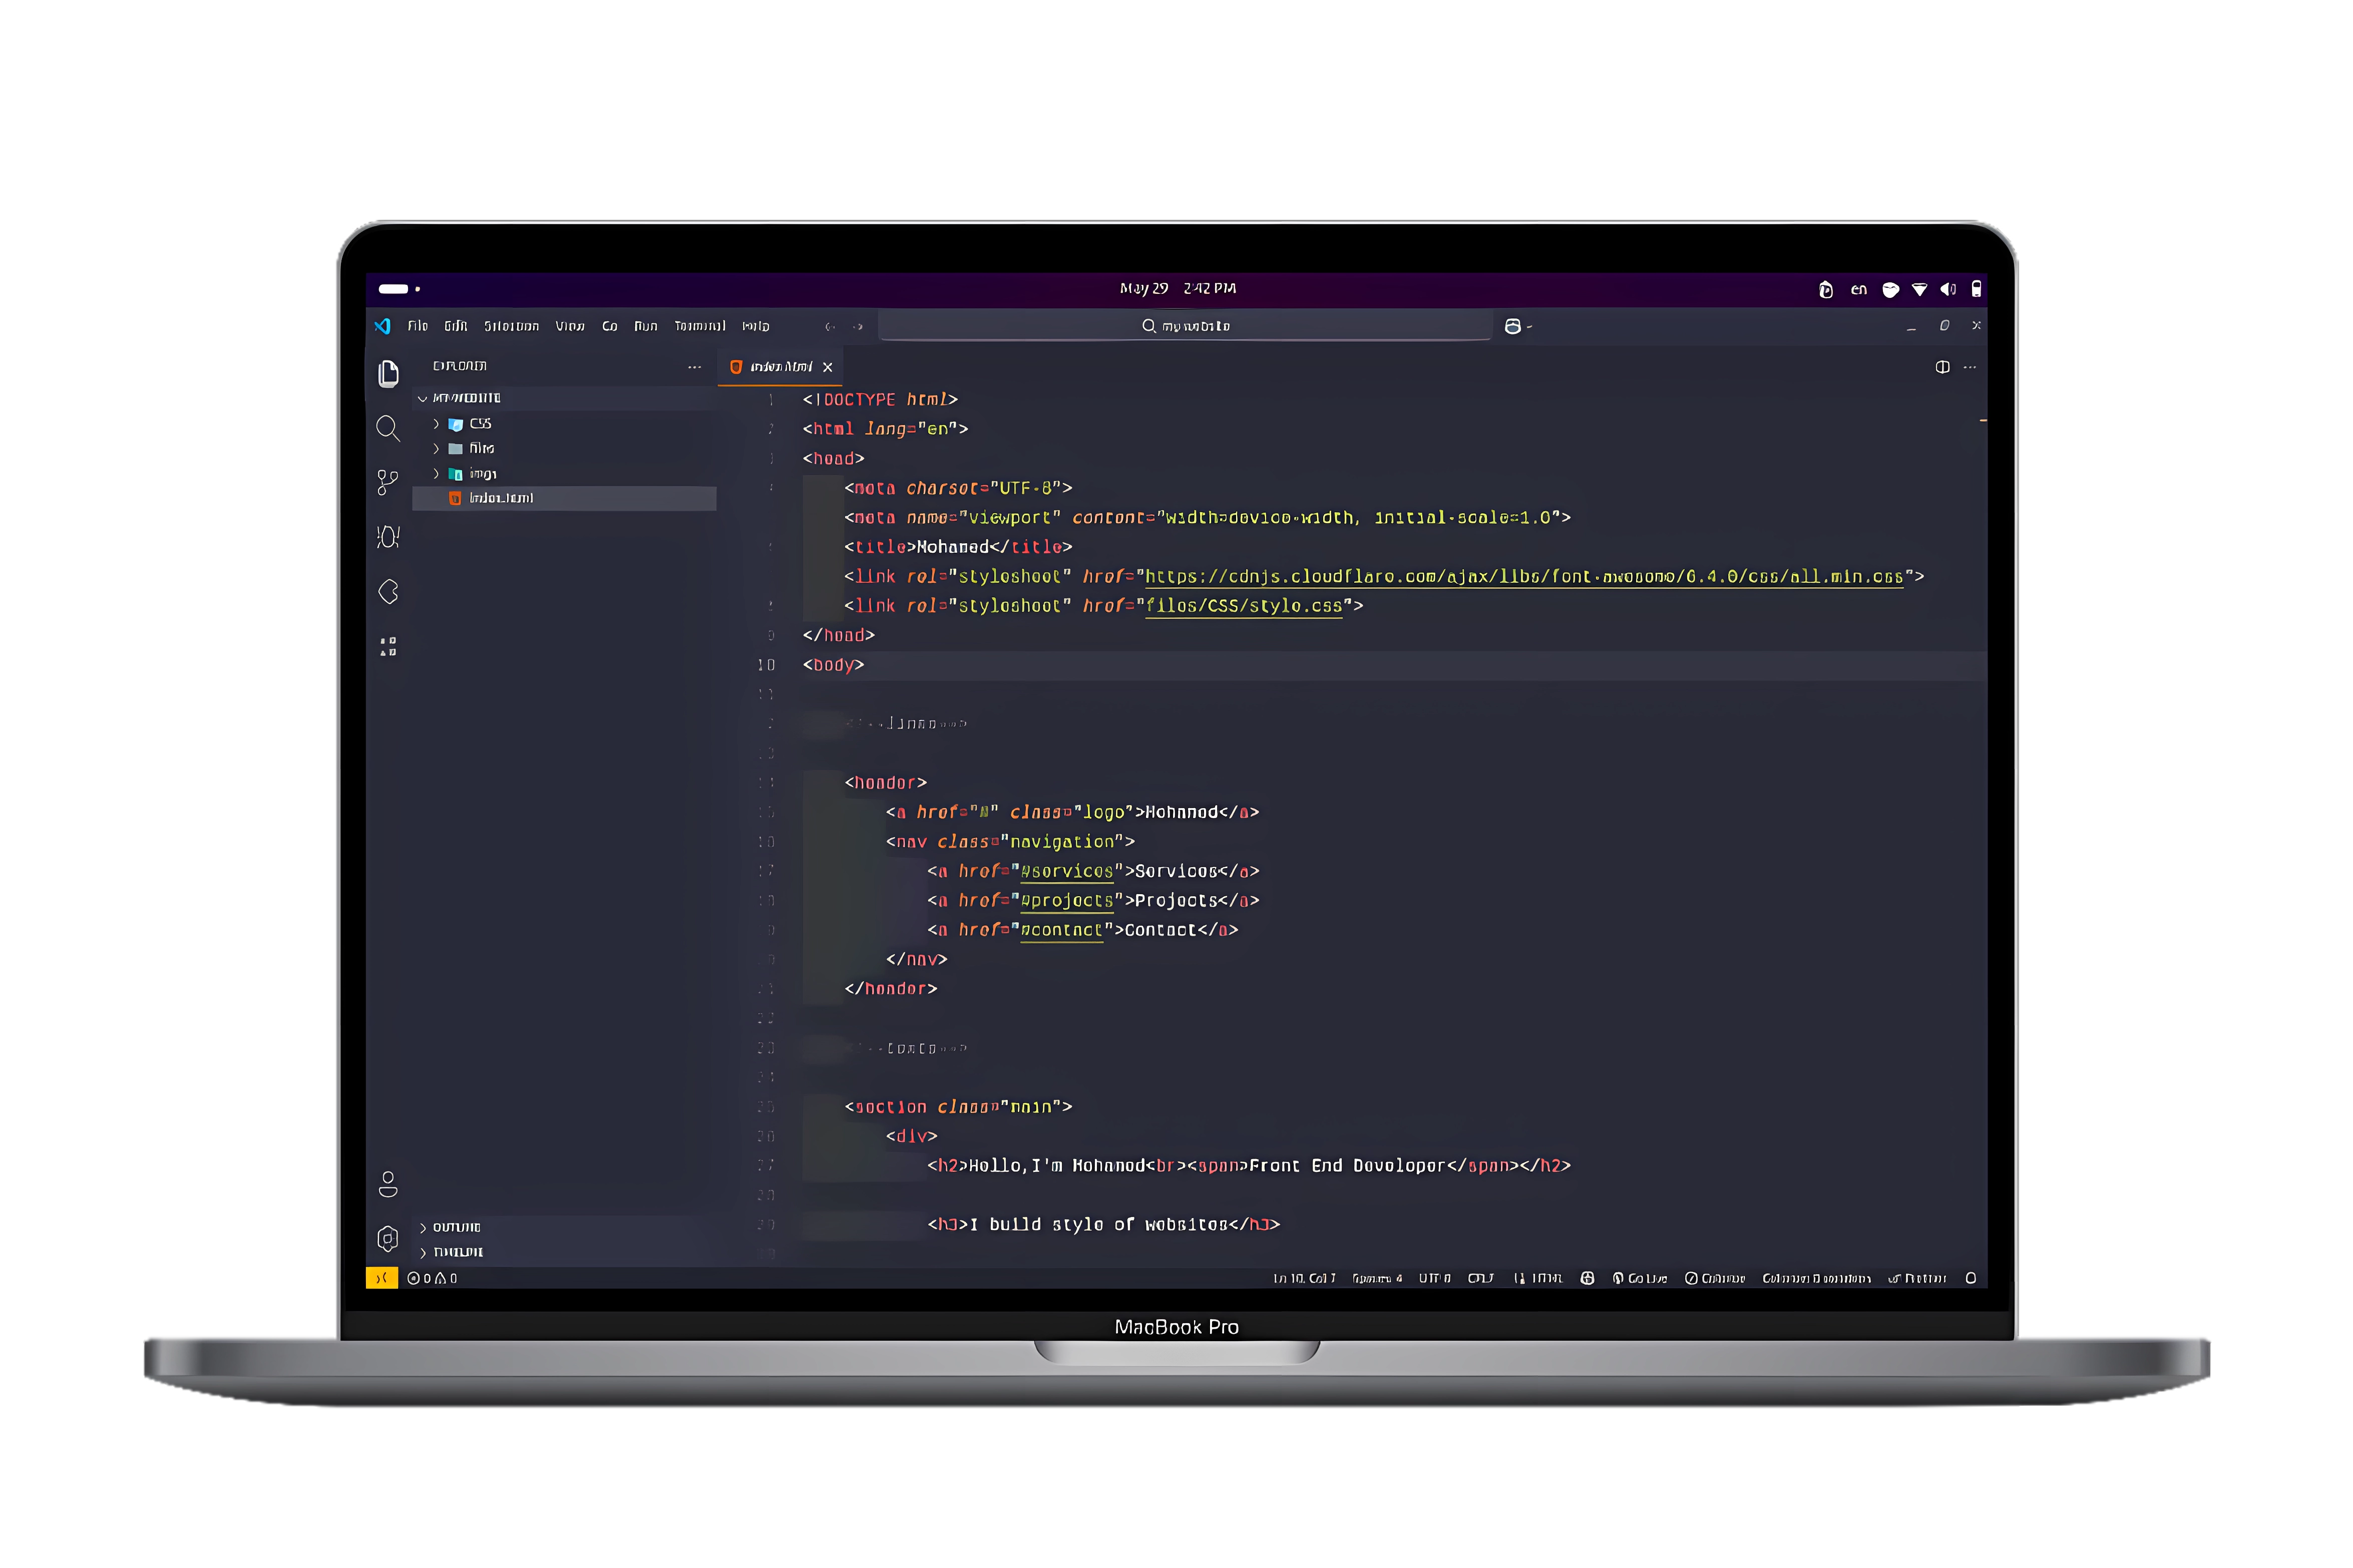 May 29 2:42 PM
en
File Edit Selection View Go Run Terminal Help
my website
EXPLORER
index.html
MY WEBSITE
CSS
files
imgs
index.html
<!DOCTYPE html>
<html lang="en">
<head>
<meta charset="UTF-8">
<meta name="viewport" content="width=device-width, initial-scale=1.0">
<title>Mohamed</title>
<link rel="stylesheet" href="https://cdnjs.cloudflare.com/ajax/libs/font-awesome/6.4.0/css/all.min.css">
<link rel="stylesheet" href="files/CSS/style.css">
9 </head>
10 <body>
<header>
<a href="#" class="logo">Mohamed</a>
<nav class="navigation">
<a href="#services">Services</a>
<a href="#projects">Projects</a>
<a href="#contact">Contact</a>
</nav>
</header>
<section class="main">
<div>
<h2>Hello,I'm Mohamed<br><span>Front End Developer</span></h2>
<h3>I build style of websites</h3>
OUTLINE
TIMELINE
0 0
Ln 10, Col 7 Spaces: 4 UTF-8 CRLF HTML Go Live
MacBook Pro